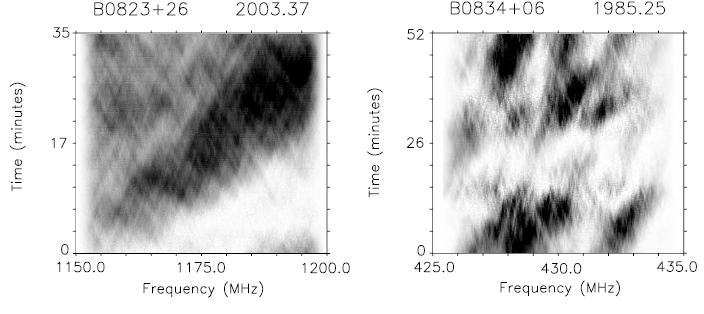 B0823+26 2003.37
35
17
0
Time (minutes)
1150.0 1175.0 1200.0
Frequency (MHz)
B0834+06 1985.25
52
26
0
Time (minutes)
425.0 430.0 435.0
Frequency (MHz)